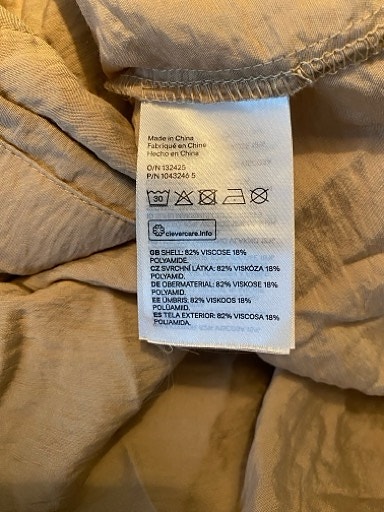 Made in China
Fabriqué en Chine
Hecho en China
O/N 132425
P/N 1043246 5
30
clevercare.info
GB SHELL: 82% VISCOSE 18%
POLYAMIDE.
CZ SVRCHNÍ LÁTKA: 82% VISKÓZA 18%
POLYAMID.
DE OBERMATERIAL: 82% VISKOSE 18%
POLYAMID.
EE ÜMBRIS: 82% VISKOOS 18%
POLÜAMIID.
ES TELA EXTERIOR: 82% VISCOSA 18%
POLIAMIDA.